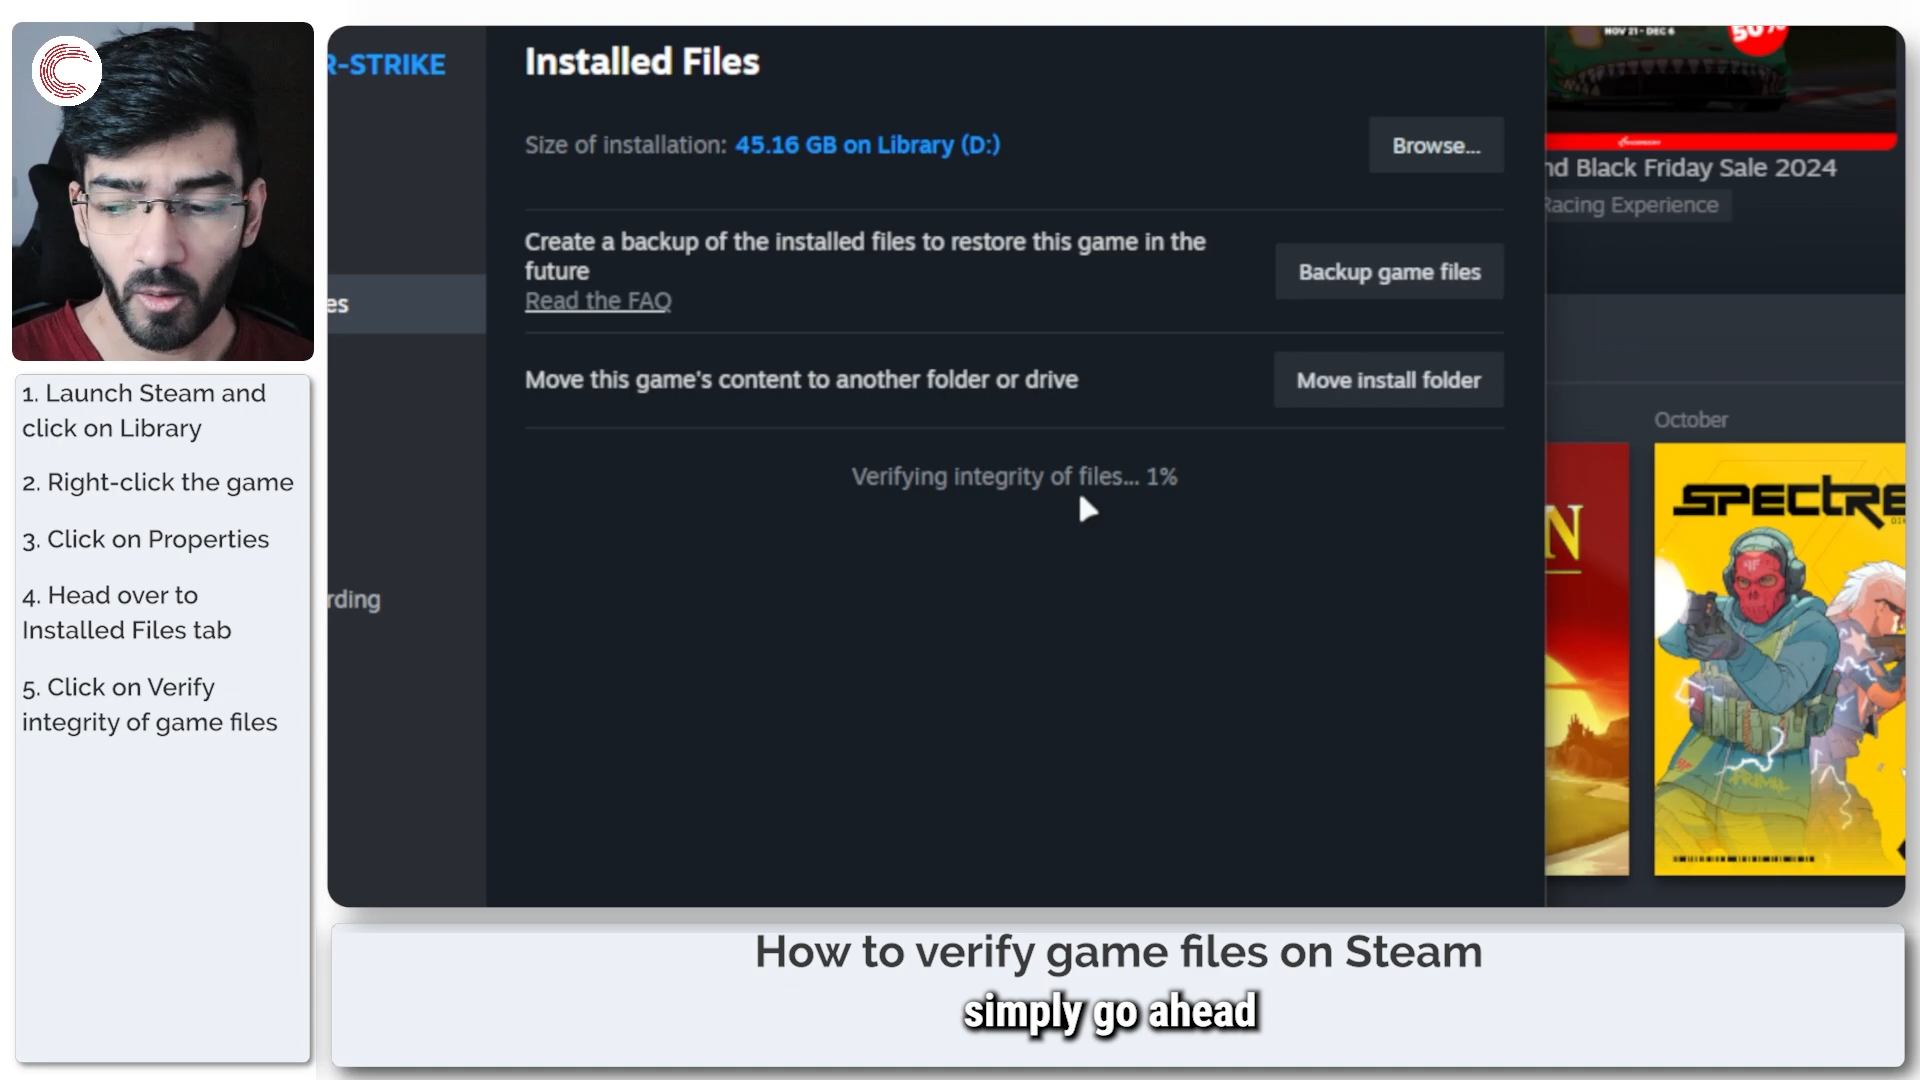 R-STRIKE
Installed Files
Size of installation: 45.16 GB on Library (D:)
Browse...
Create a backup of the installed files to restore this game in the
future
Read the FAQ
Backup game files
Move this game's content to another folder or drive
Move install folder
Verifying integrity of files... 1%
es
rding
NOV 21 - DEC 6
50%
nd Black Friday Sale 2024
Racing Experience
October
N
SPECTRE
1. Launch Steam and
click on Library
2. Right-click the game
3. Click on Properties
4. Head over to
Installed Files tab
5. Click on Verify
integrity of game files
How to verify game files on Steam
simply go ahead